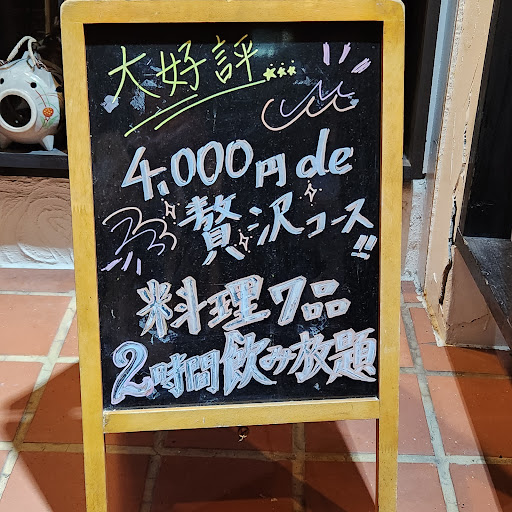 大好評
4,000円de
贅沢コース!!
料理7品
2時間飲み放題